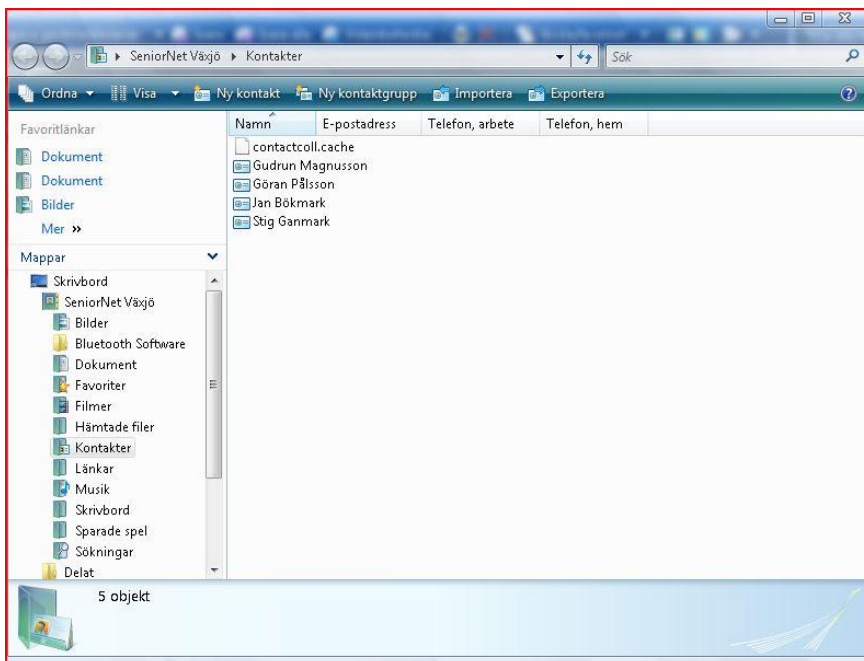 SeniorNet Växjö Kontakter Sök
Ordna Visa Ny kontakt Ny kontaktgrupp Importera Exportera
Favoritlänkar
Dokument
Dokument
Bilder
Mer »
Mappar
Skrivbord
SeniorNet Växjö
Bilder
Bluetooth Software
Dokument
Favoriter
Filmer
Hämtade filer
Kontakter
Länkar
Musik
Skrivbord
Sparade spel
Sökningar
Delat
Namn E-postadress Telefon, arbete Telefon, hem
contactcoll.cache
Gudrun Magnusson
Göran Pålsson
Jan Bökmark
Stig Ganmark
5 objekt